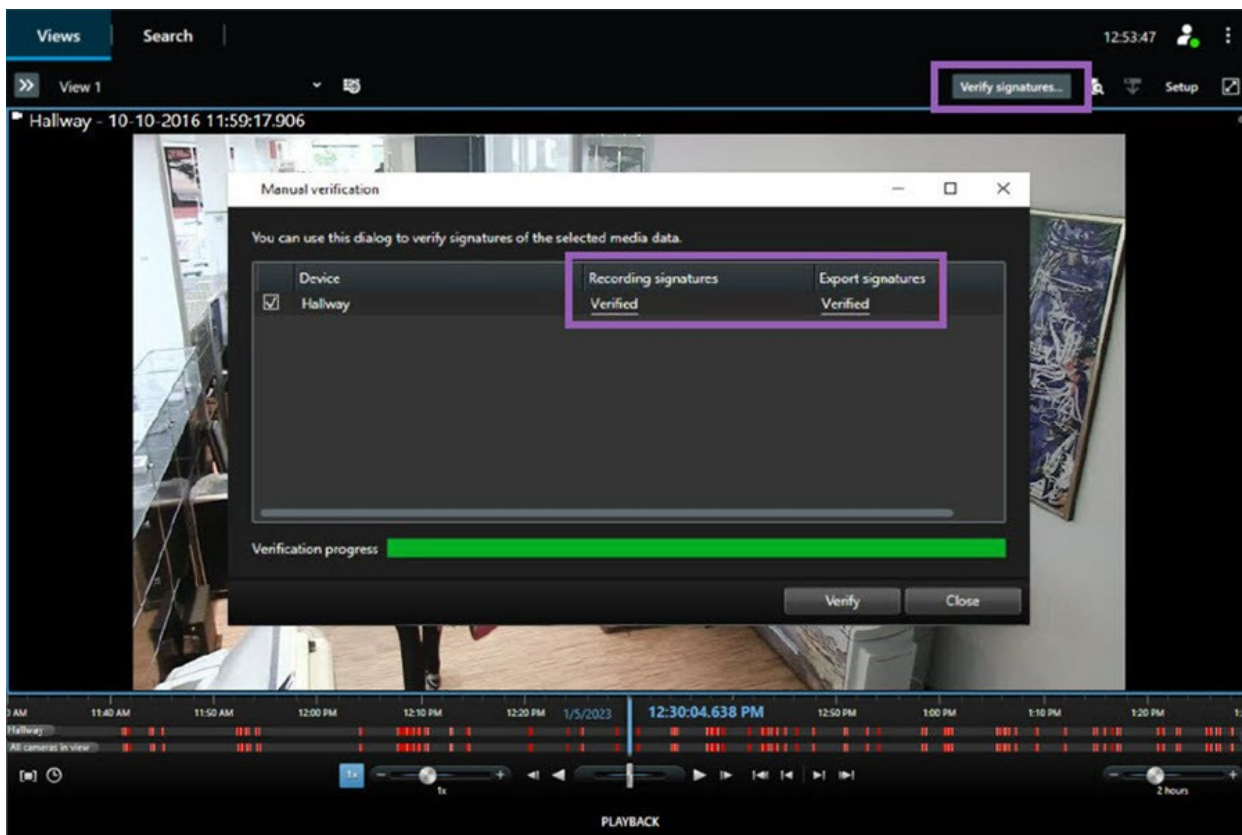 Views Search 12:53:47
View 1 Verify signatures... Setup
Hallway - 10-10-2016 11:59:17.906
Manual verification
You can use this dialog to verify signatures of the selected media data.
Device Recording signatures Export signatures
Hallway Verified Verified
Verification progress
Verify Close
AM 11:40 AM 11:50 AM 12:00 PM 12:10 PM 12:20 PM 1/5/2023 12:30:04.638 PM 12:50 PM 1:00 PM 1:10 PM 1:20 PM 1:
Hallway
All cameras in view
1x
1x 2 hours
PLAYBACK